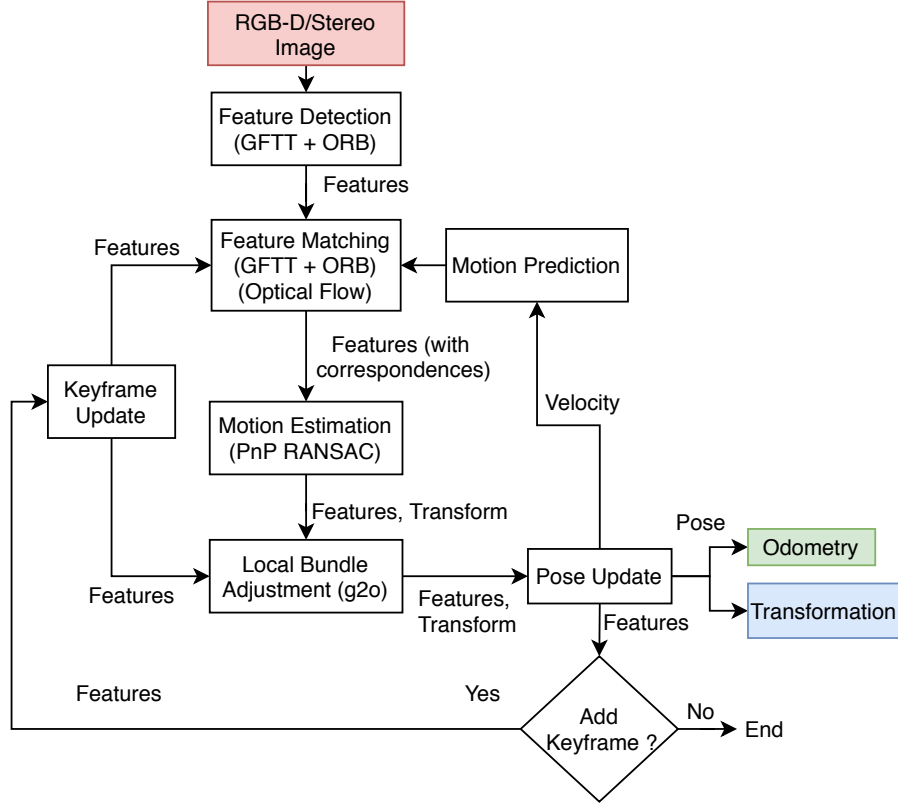 RGB-D/Stereo
Image
Feature Detection
(GFTT + ORB)
Features
Features
Feature Matching
(GFTT + ORB)
(Optical Flow)
Motion Prediction
Features (with
correspondences)
Keyframe
Update
Motion Estimation
(PnP RANSAC)
Velocity
Features, Transform
Pose
Odometry
Local Bundle
Adjustment (g2o)
Pose Update
Transformation
Features
Features,
Transform
Features
Features
Yes
Add
Keyframe ?
No
End